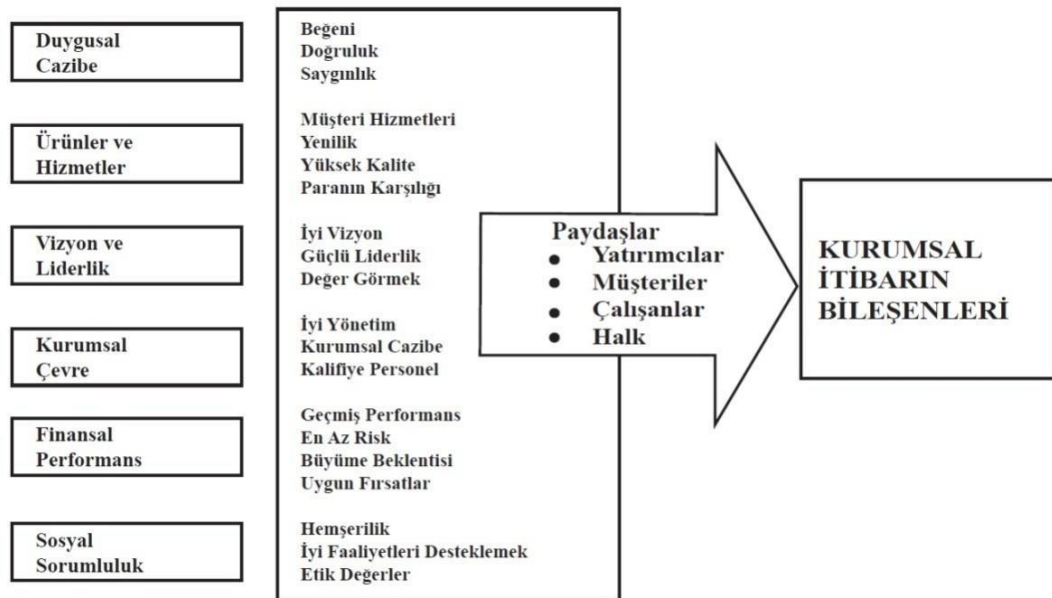 Duygusal
Cazibe
Beğeni
Doğruluk
Saygınlık
Ürünler ve
Hizmetler
Müşteri Hizmetleri
Yenilik
Yüksek Kalite
Paranın Karşılığı
Vizyon ve
Liderlik
İyi Vizyon
Güçlü Liderlik
Değer Görmek
Kurumsal
Çevre
İyi Yönetim
Kurumsal Cazibe
Kalifiye Personel
Finansal
Performans
Geçmiş Performans
En Az Risk
Büyüme Beklentisi
Uygun Fırsatlar
Sosyal
Sorumluluk
Hemşerilik
İyi Faaliyetleri Desteklemek
Etik Değerler
Paydaşlar
• Yatırımcılar
• Müşteriler
• Çalışanlar
• Halk
KURUMSAL
İTİBARIN
BİLEŞENLERİ